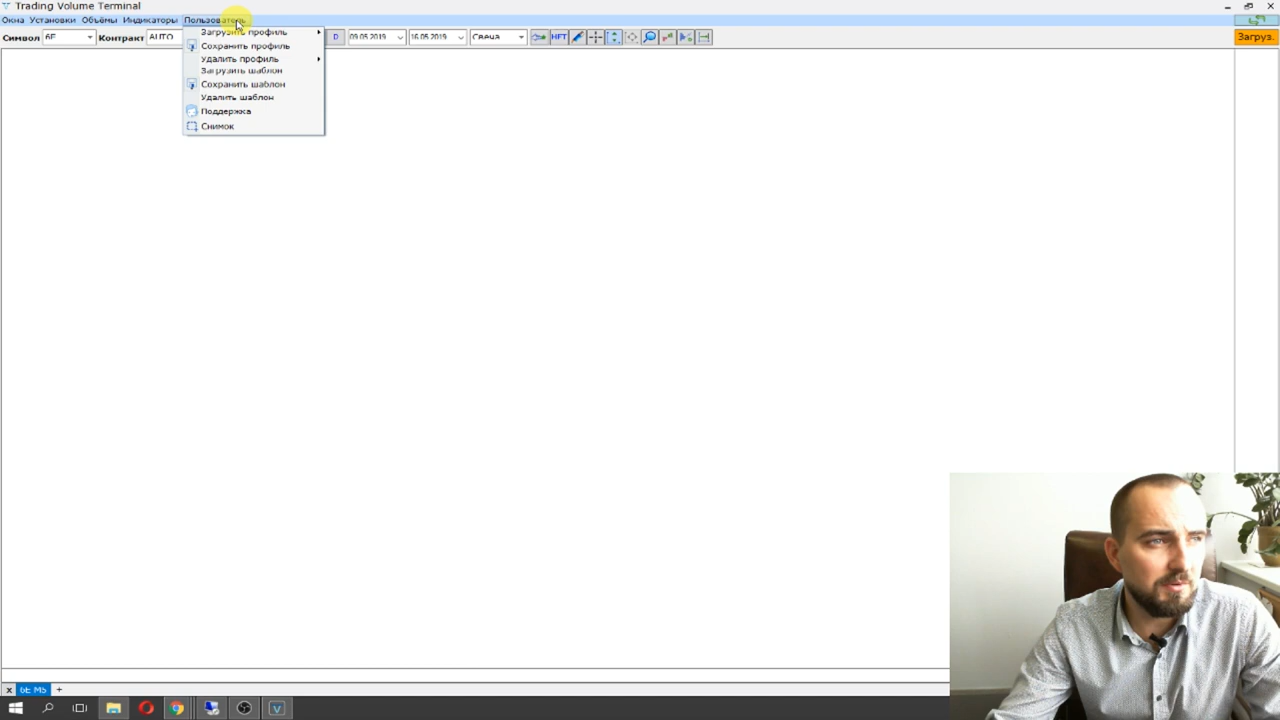 Trading Volume Terminal
Окна Установки Объёмы Индикаторы Пользователь
Символ 6E Контракт AUTO D 09.05.2019 16.05.2019 Свеча HFT Загруз.
Загрузить профиль
Сохранить профиль
Удалить профиль
Загрузить шаблон
Сохранить шаблон
Удалить шаблон
Поддержка
Снимок
6E M5 +